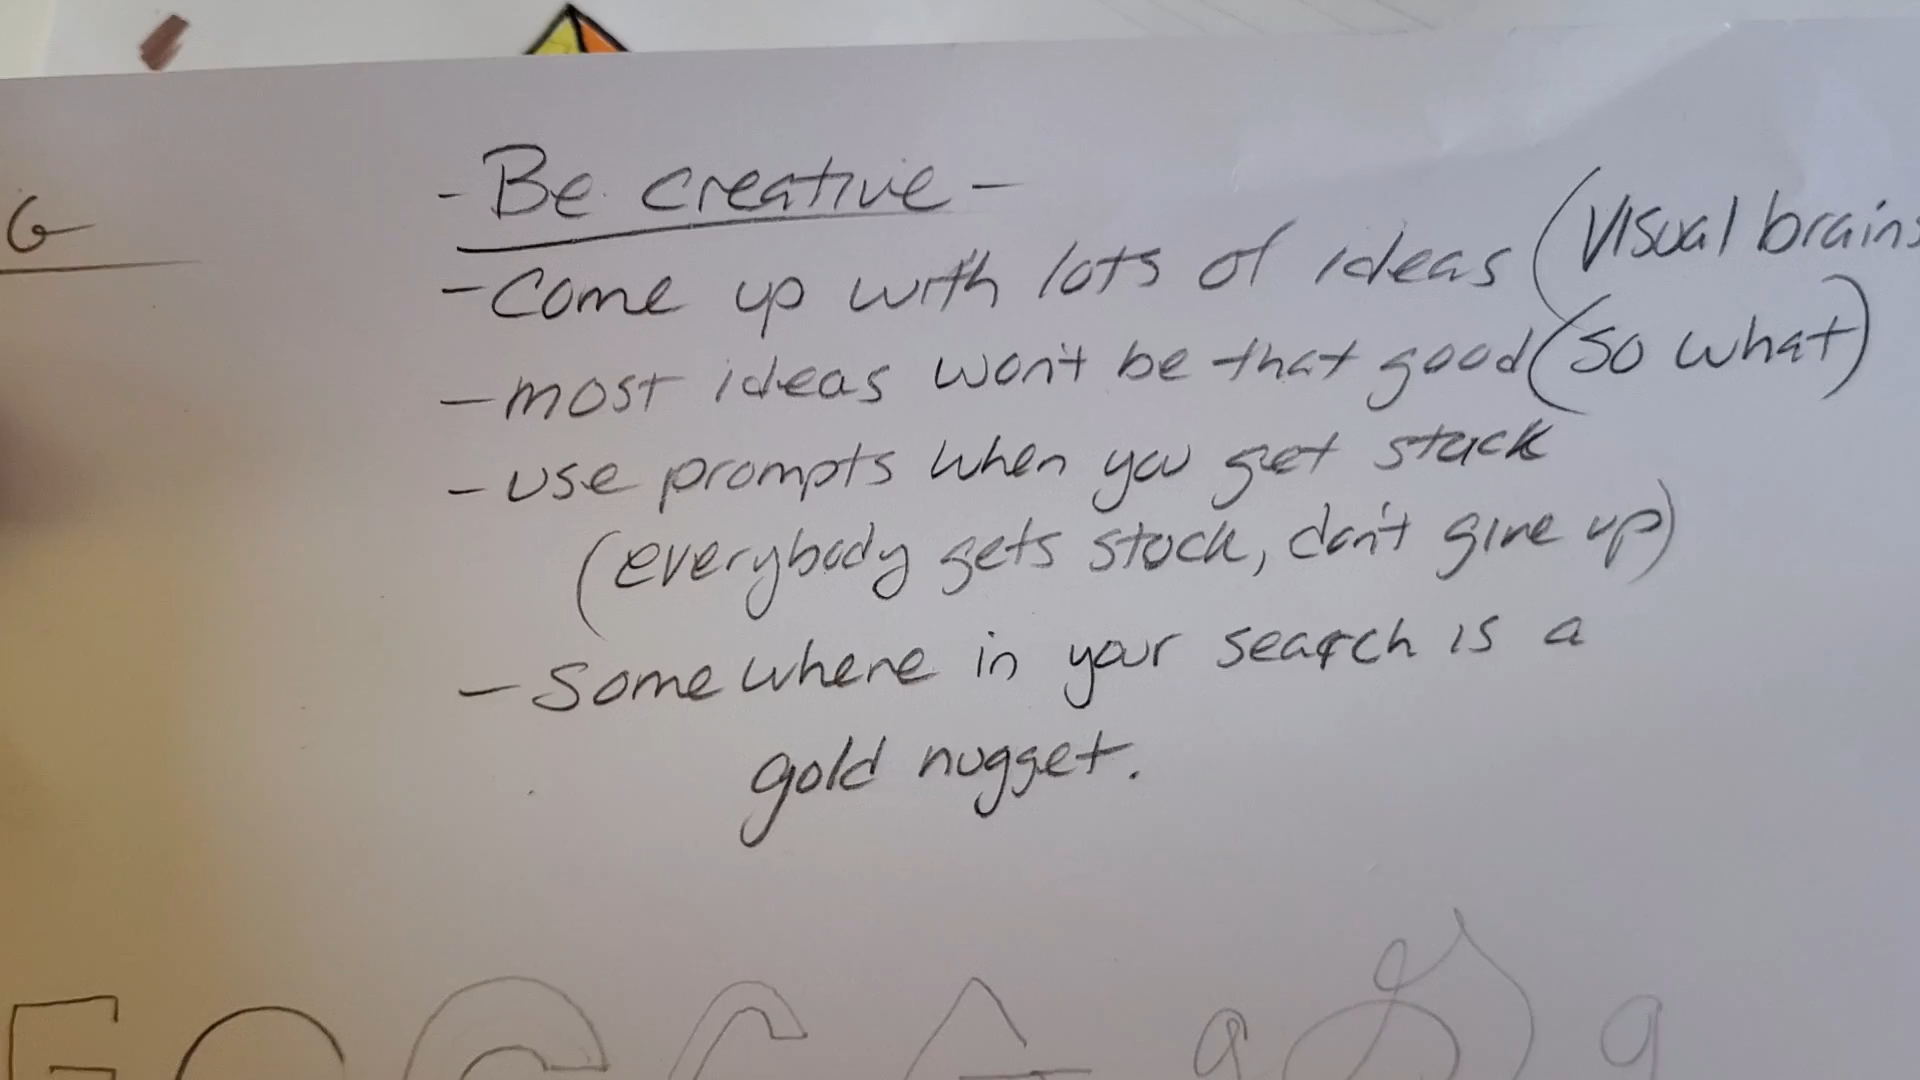 G
- Be creative -
- Come up with lots of ideas (Visual brains
- most ideas won't be that good (so what)
- use prompts when you get stuck
(everybody gets stuck, don't give up)
- Somewhere in your search is a
gold nugget.